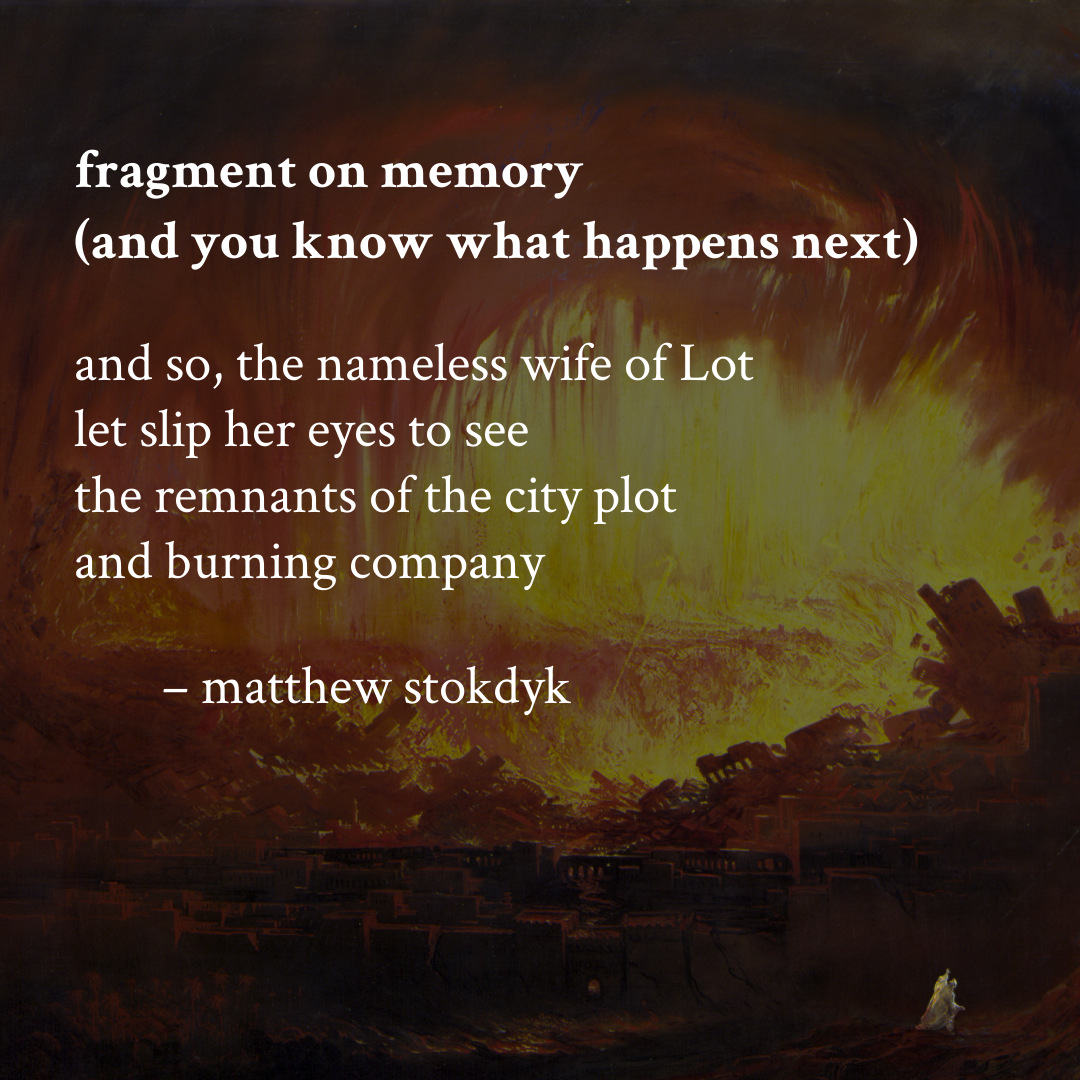 fragment on memory
(and you know what happens next)
and so, the nameless wife of Lot
let slip her eyes to see
the remnants of the city plot
and burning company
– matthew stokdyk